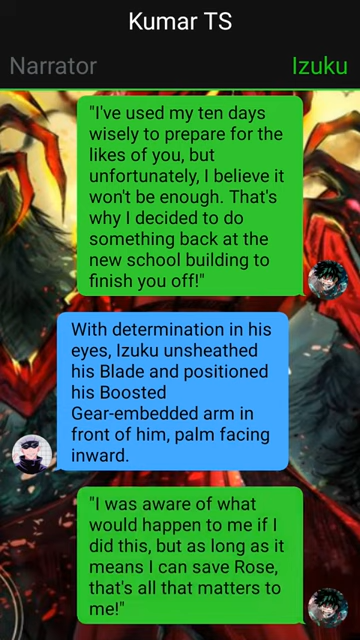 Kumar TS
Narrator Izuku
"I've used my ten days
wisely to prepare for the
likes of you, but
unfortunately, I believe it
won't be enough. That's
why I decided to do
something back at the
new school building to
finish you off!"
With determination in his
eyes, Izuku unsheathed
his Blade and positioned
his Boosted
Gear-embedded arm in
front of him, palm facing
inward.
"I was aware of what
would happen to me if I
did this, but as long as it
means I can save Rose,
that's all that matters to
me!"